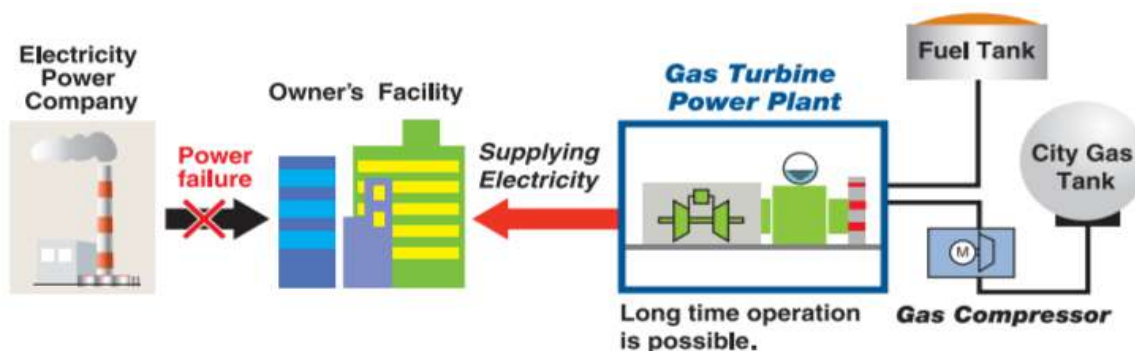 Electricity
Power
Company
Power
failure
Owner's Facility
Supplying
Electricity
Gas Turbine
Power Plant
Long time operation
is possible.
Fuel Tank
City Gas
Tank
M
Gas Compressor